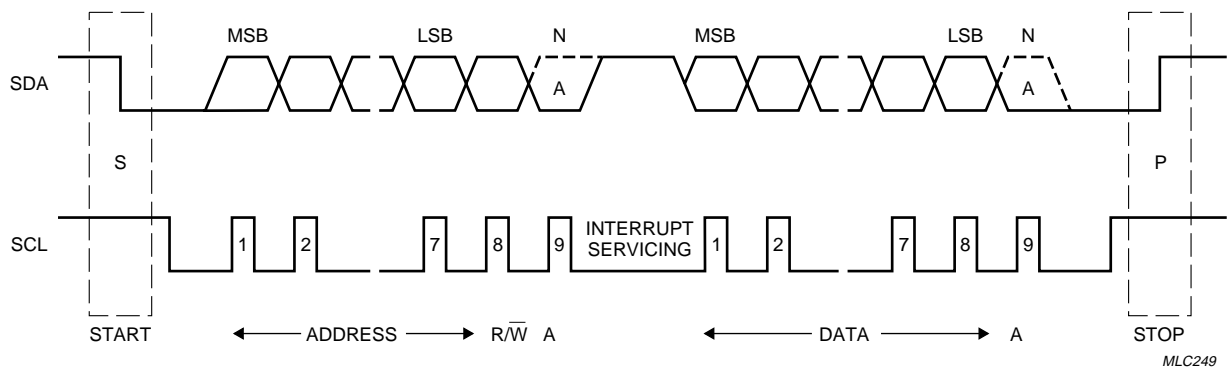 MSB LSB N MSB LSB N
SDA
A A
S P
SCL 1 2 7 8 9 INTERRUPT SERVICING 1 2 7 8 9
START ADDRESS R/W̅ A DATA A STOP
MLC249